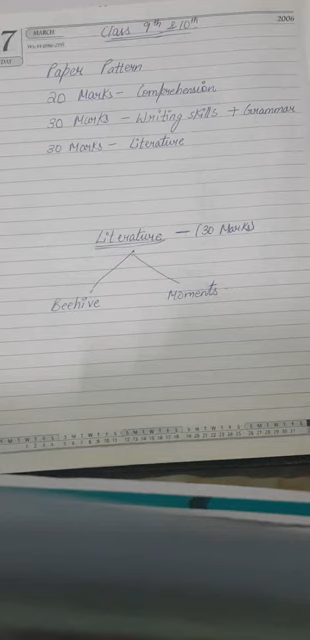 7 MARCH 2006
DAY
Class 9th & 10th
Paper Pattern
20 Marks - Comprehension
30 Marks - Writing skills + Grammar
30 Marks - Literature
Literature - (30 Marks)
Beehive Moments